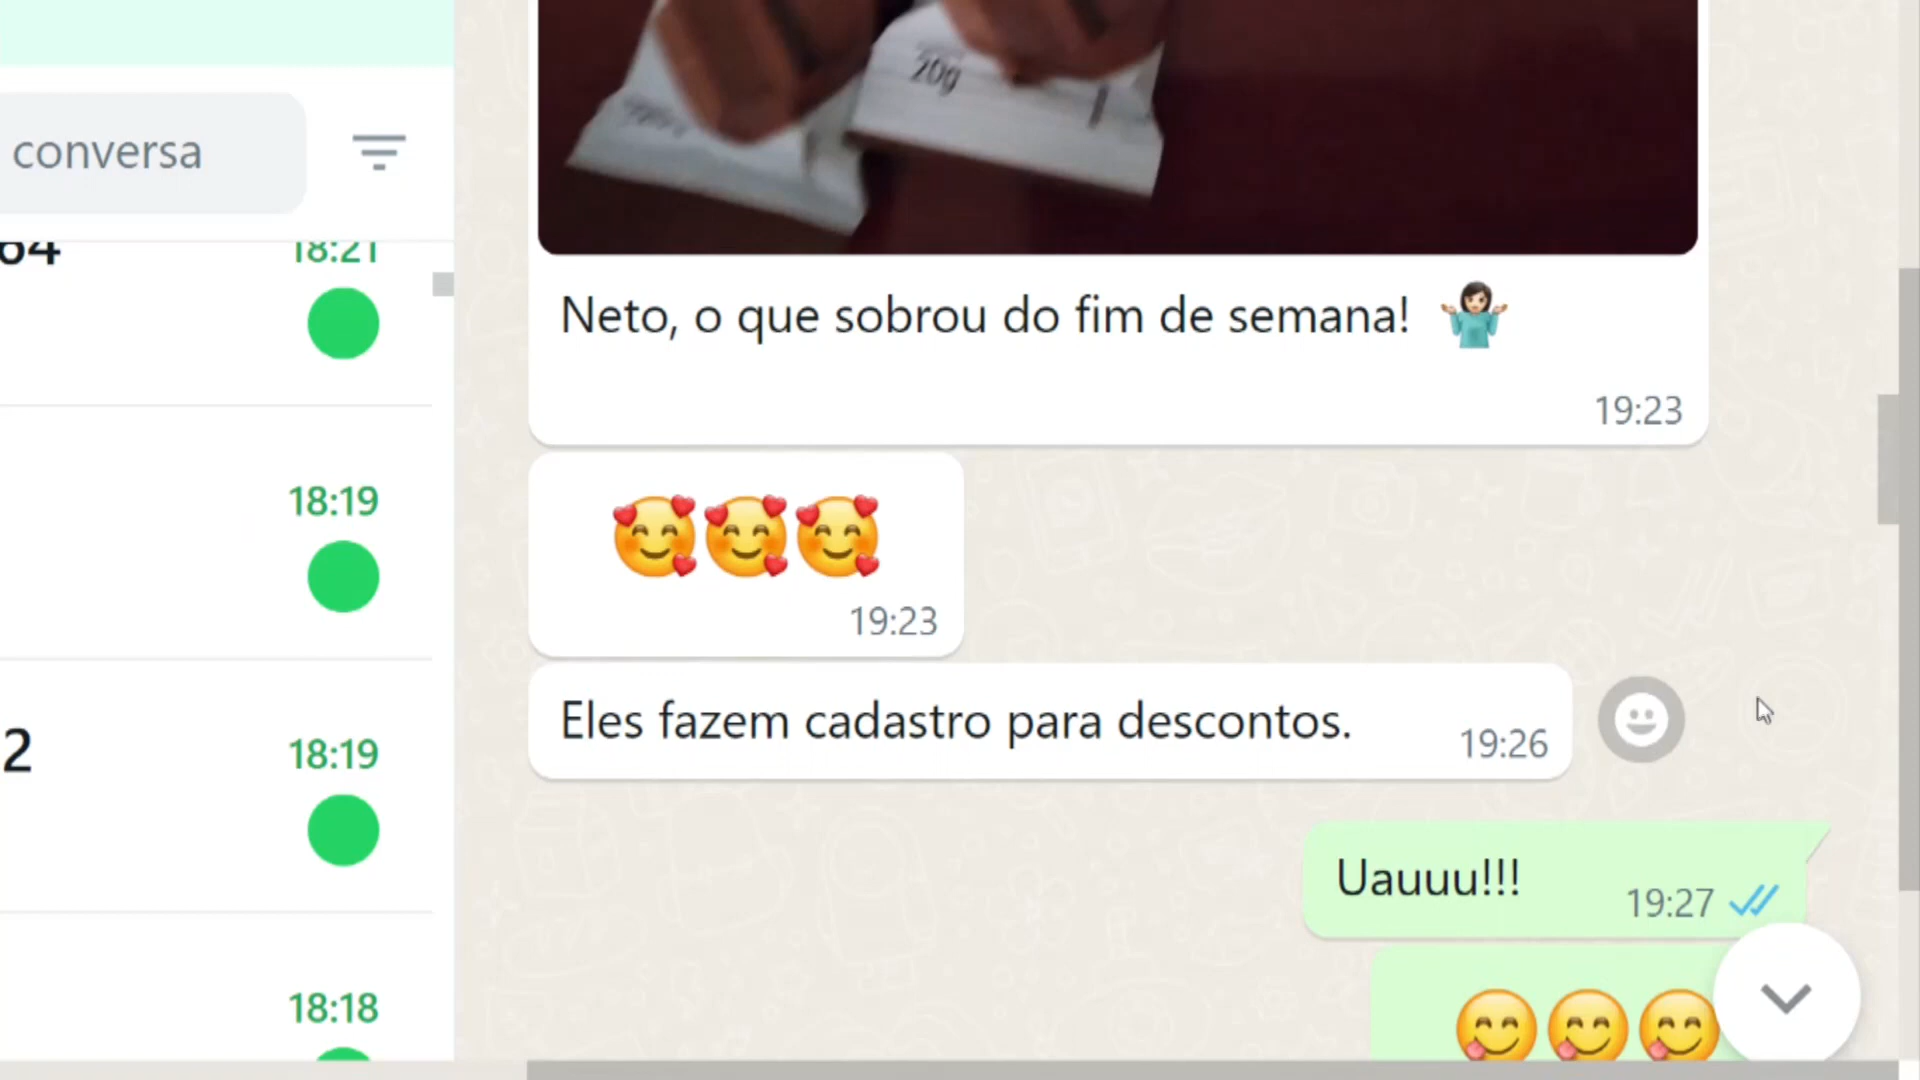 20g
conversa
64
18:21
Neto, o que sobrou do fim de semana! 🤷🏻‍♀️
19:23
18:19
🥰🥰🥰
19:23
Eles fazem cadastro para descontos.
19:26
2
18:19
Uauuu!!!
19:27
18:18
😋😋😋